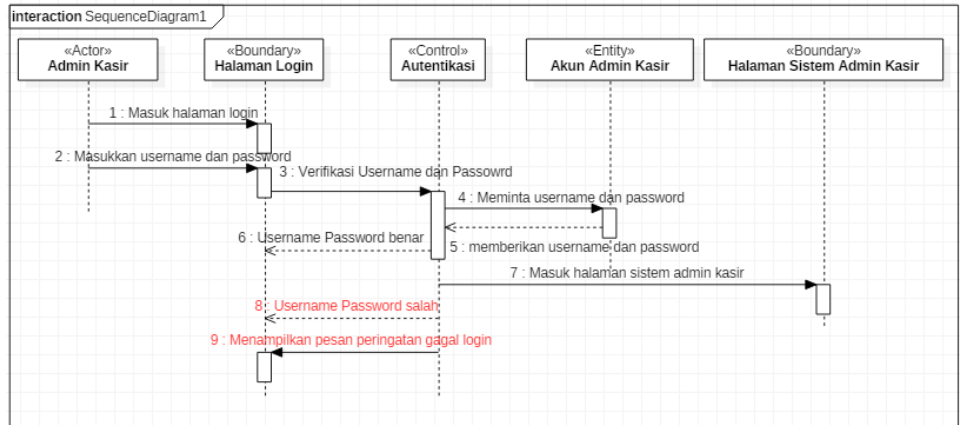 interaction SequenceDiagram1
«Actor»
Admin Kasir
«Boundary»
Halaman Login
«Control»
Autentikasi
«Entity»
Akun Admin Kasir
«Boundary»
Halaman Sistem Admin Kasir
1 : Masuk halaman login
2 : Masukkan username dan password
3 : Verifikasi Username dan Passowrd
4 : Meminta username dan password
5 : memberikan username dan password
6 : Username Password benar
7 : Masuk halaman sistem admin kasir
8 : Username Password salah
9 : Menampilkan pesan peringatan gagal login